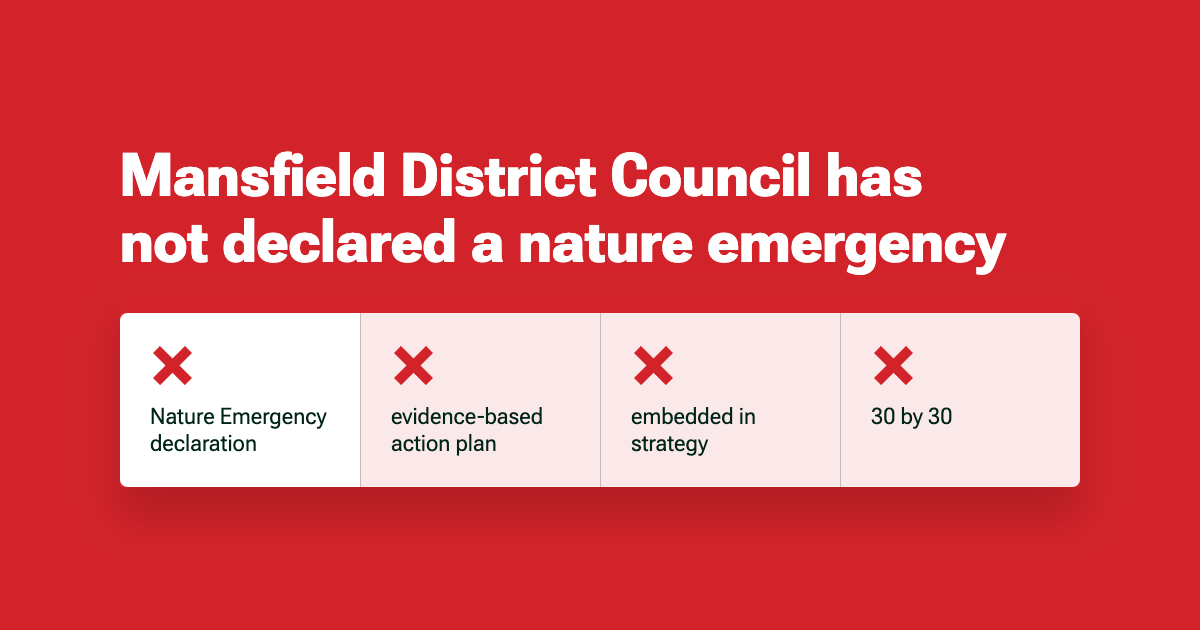 Mansfield District Council has
not declared a nature emergency
Nature Emergency
declaration
evidence-based
action plan
embedded in
strategy
30 by 30